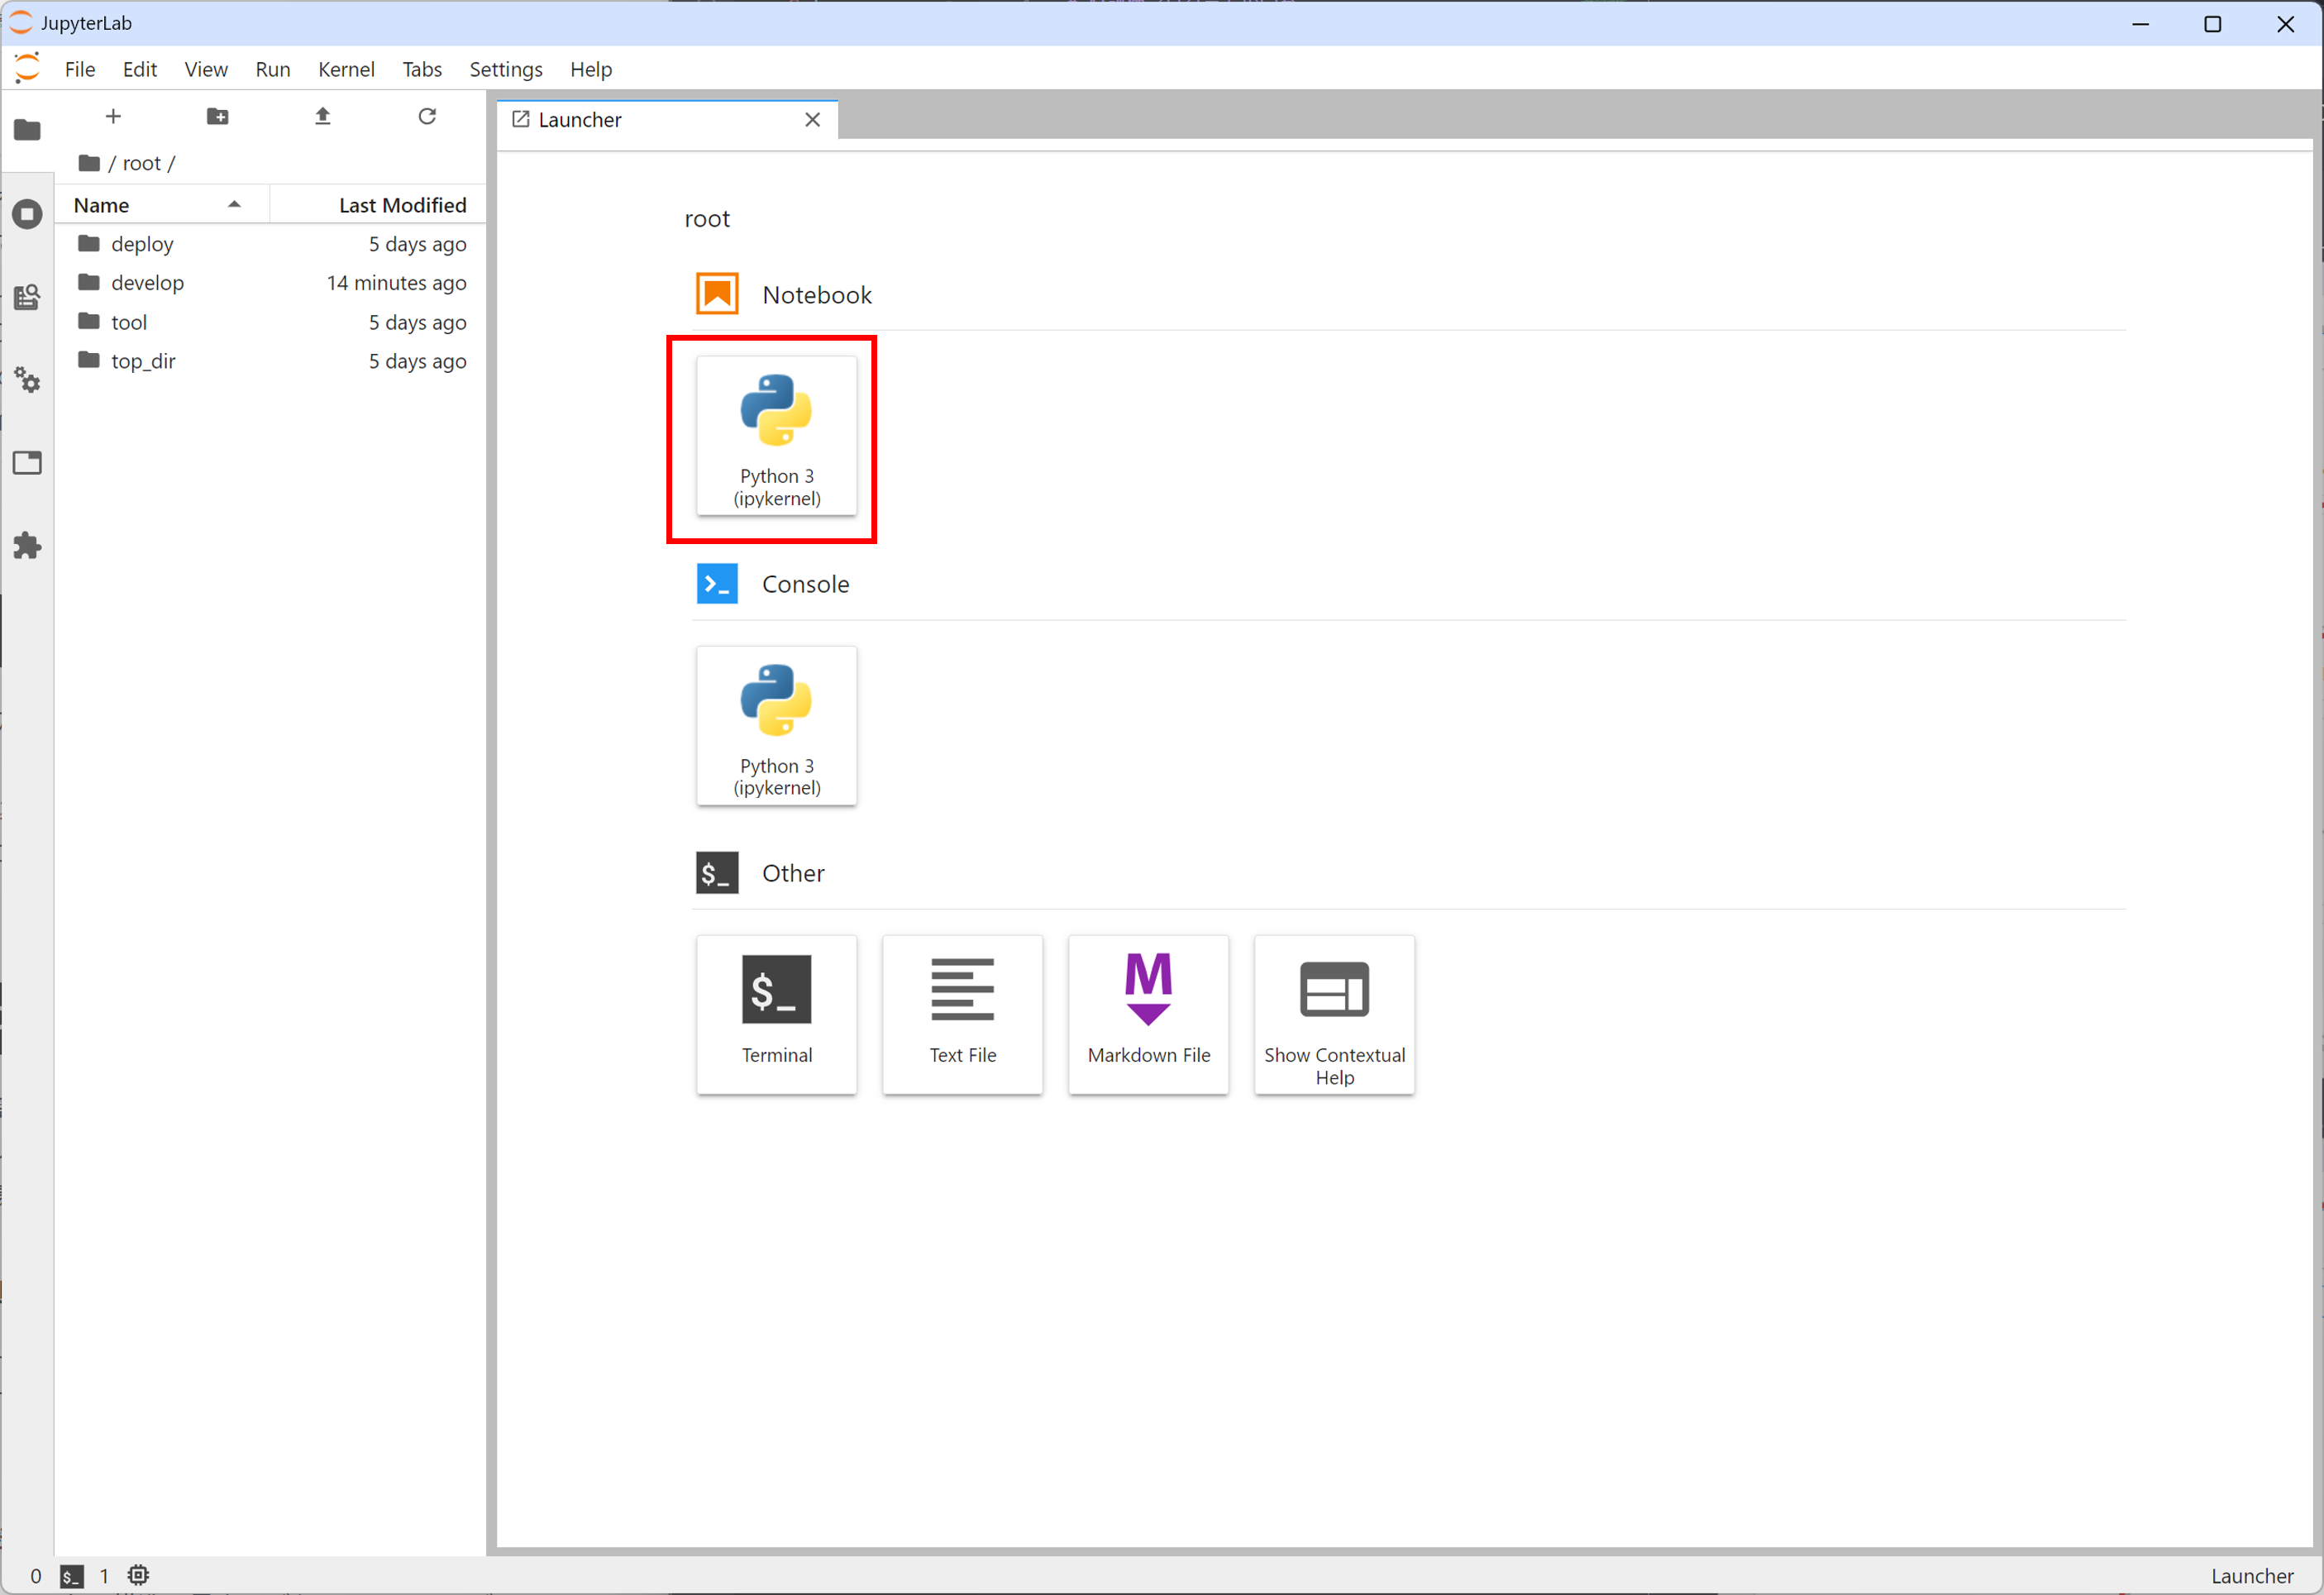 JupyterLab
File Edit View Run Kernel Tabs Settings Help
Launcher
/ root /
Name Last Modified
deploy 5 days ago
develop 14 minutes ago
tool 5 days ago
top_dir 5 days ago
root
Notebook
Python 3
(ipykernel)
Console
Python 3
(ipykernel)
$_ Other
$_
Terminal
Text File
M
Markdown File
Show Contextual
Help
0 $_ 1 Launcher